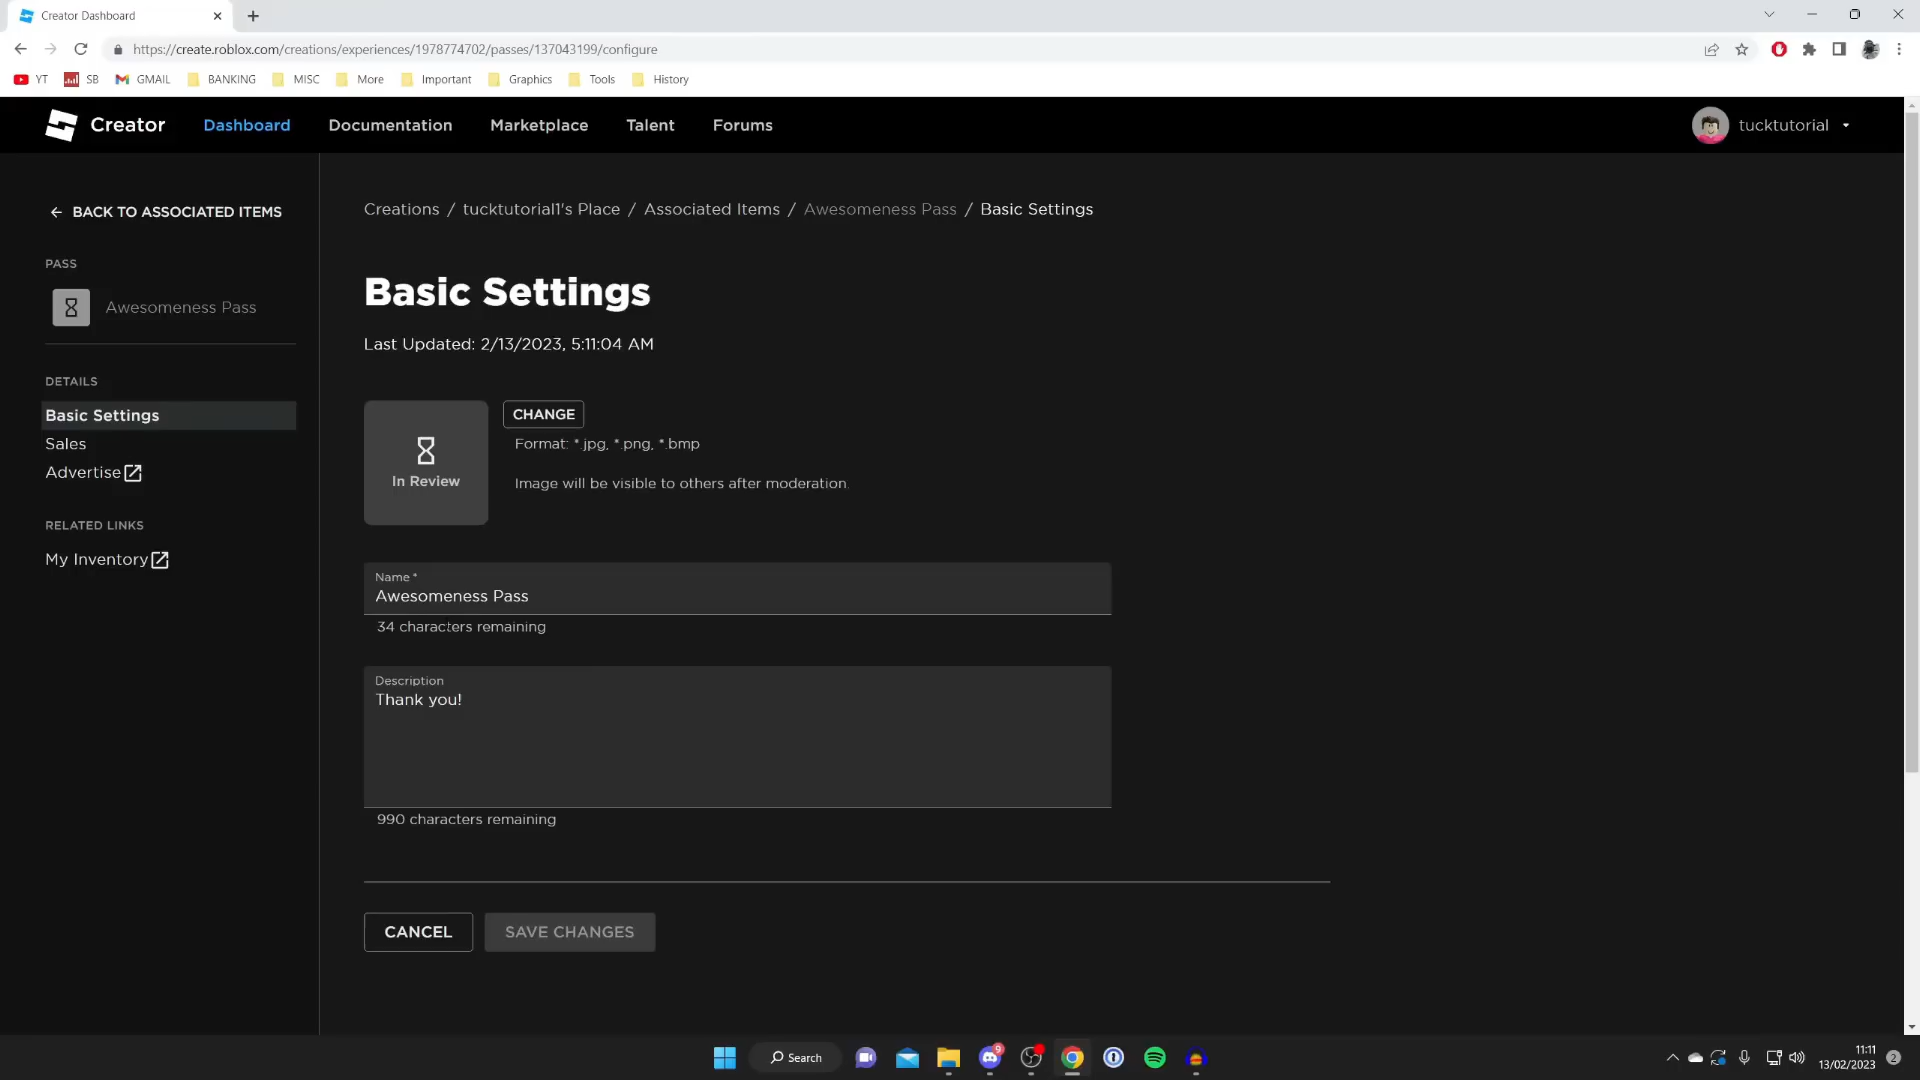 Creator Dashboard
https://create.roblox.com/creations/experiences/1978774702/passes/137043199/configure
YT SB GMAIL BANKING MISC More Important Graphics Tools History
Creator Dashboard Documentation Marketplace Talent Forums tucktutorial
BACK TO ASSOCIATED ITEMS
Creations / tucktutorial1's Place / Associated Items / Awesomeness Pass / Basic Settings
PASS
Awesomeness Pass
DETAILS
Basic Settings
Sales
Advertise
RELATED LINKS
My Inventory
Basic Settings
Last Updated: 2/13/2023, 5:11:04 AM
In Review
CHANGE
Format: *.jpg, *.png, *.bmp
Image will be visible to others after moderation.
Name *
Awesomeness Pass
34 characters remaining
Description
Thank you!
990 characters remaining
CANCEL SAVE CHANGES
Search
9
11:11
13/02/2023
2